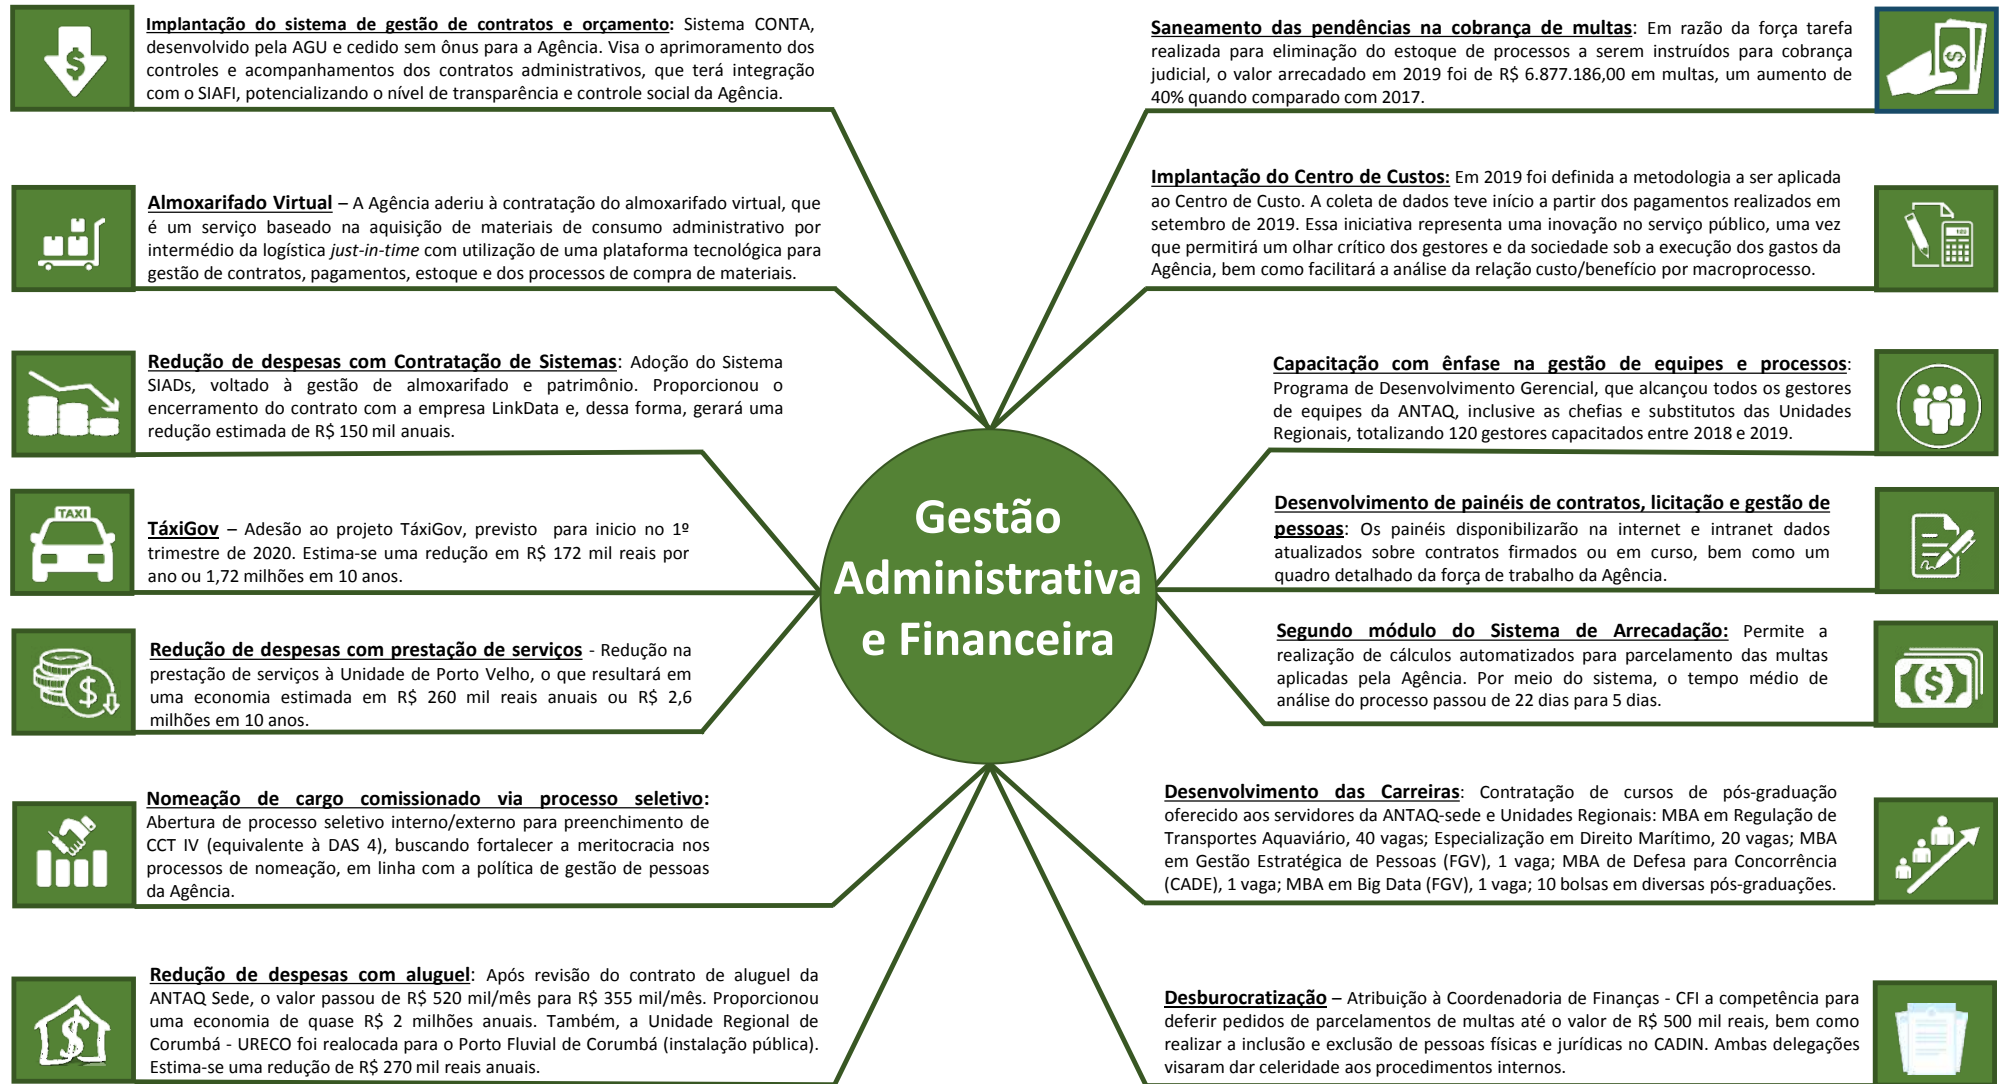 Implantação do sistema de gestão de contratos e orçamento: Sistema CONTA,
desenvolvido pela AGU e cedido sem ônus para a Agência. Visa o aprimoramento dos
controles e acompanhamentos dos contratos administrativos, que terá integração
com o SIAFI, potencializando o nível de transparência e controle social da Agência.
Almoxarifado Virtual – A Agência aderiu à contratação do almoxarifado virtual, que
é um serviço baseado na aquisição de materiais de consumo administrativo por
intermédio da logística just-in-time com utilização de uma plataforma tecnológica para
gestão de contratos, pagamentos, estoque e dos processos de compra de materiais.
Redução de despesas com Contratação de Sistemas: Adoção do Sistema
SIADs, voltado à gestão de almoxarifado e patrimônio. Proporcionou o
encerramento do contrato com a empresa LinkData e, dessa forma, gerará uma
redução estimada de R$ 150 mil anuais.
TAXI
TáxiGov – Adesão ao projeto TáxiGov, previsto para inicio no 1º
trimestre de 2020. Estima-se uma redução em R$ 172 mil reais por
ano ou 1,72 milhões em 10 anos.
Redução de despesas com prestação de serviços - Redução na
prestação de serviços à Unidade de Porto Velho, o que resultará em
uma economia estimada em R$ 260 mil reais anuais ou R$ 2,6
milhões em 10 anos.
Nomeação de cargo comissionado via processo seletivo:
Abertura de processo seletivo interno/externo para preenchimento de
CCT IV (equivalente à DAS 4), buscando fortalecer a meritocracia nos
processos de nomeação, em linha com a política de gestão de pessoas
da Agência.
Redução de despesas com aluguel: Após revisão do contrato de aluguel da
ANTAQ Sede, o valor passou de R$ 520 mil/mês para R$ 355 mil/mês. Proporcionou
uma economia de quase R$ 2 milhões anuais. Também, a Unidade Regional de
Corumbá - URECO foi realocada para o Porto Fluvial de Corumbá (instalação pública).
Estima-se uma redução de R$ 270 mil reais anuais.
Gestão
Administrativa
e Financeira
Saneamento das pendências na cobrança de multas: Em razão da força tarefa
realizada para eliminação do estoque de processos a serem instruídos para cobrança
judicial, o valor arrecadado em 2019 foi de R$ 6.877.186,00 em multas, um aumento de
40% quando comparado com 2017.
Implantação do Centro de Custos: Em 2019 foi definida a metodologia a ser aplicada
ao Centro de Custo. A coleta de dados teve início a partir dos pagamentos realizados em
setembro de 2019. Essa iniciativa representa uma inovação no serviço público, uma vez
que permitirá um olhar crítico dos gestores e da sociedade sob a execução dos gastos da
Agência, bem como facilitará a análise da relação custo/benefício por macroprocesso.
Capacitação com ênfase na gestão de equipes e processos:
Programa de Desenvolvimento Gerencial, que alcançou todos os gestores
de equipes da ANTAQ, inclusive as chefias e substitutos das Unidades
Regionais, totalizando 120 gestores capacitados entre 2018 e 2019.
Desenvolvimento de painéis de contratos, licitação e gestão de
pessoas: Os painéis disponibilizarão na internet e intranet dados
atualizados sobre contratos firmados ou em curso, bem como um
quadro detalhado da força de trabalho da Agência.
Segundo módulo do Sistema de Arrecadação: Permite a
realização de cálculos automatizados para parcelamento das multas
aplicadas pela Agência. Por meio do sistema, o tempo médio de
análise do processo passou de 22 dias para 5 dias.
Desenvolvimento das Carreiras: Contratação de cursos de pós-graduação
oferecido aos servidores da ANTAQ-sede e Unidades Regionais: MBA em Regulação de
Transportes Aquaviário, 40 vagas; Especialização em Direito Marítimo, 20 vagas; MBA
em Gestão Estratégica de Pessoas (FGV), 1 vaga; MBA de Defesa para Concorrência
(CADE), 1 vaga; MBA em Big Data (FGV), 1 vaga; 10 bolsas em diversas pós-graduações.
Desburocratização – Atribuição à Coordenadoria de Finanças - CFI a competência para
deferir pedidos de parcelamentos de multas até o valor de R$ 500 mil reais, bem como
realizar a inclusão e exclusão de pessoas físicas e jurídicas no CADIN. Ambas delegações
visaram dar celeridade aos procedimentos internos.